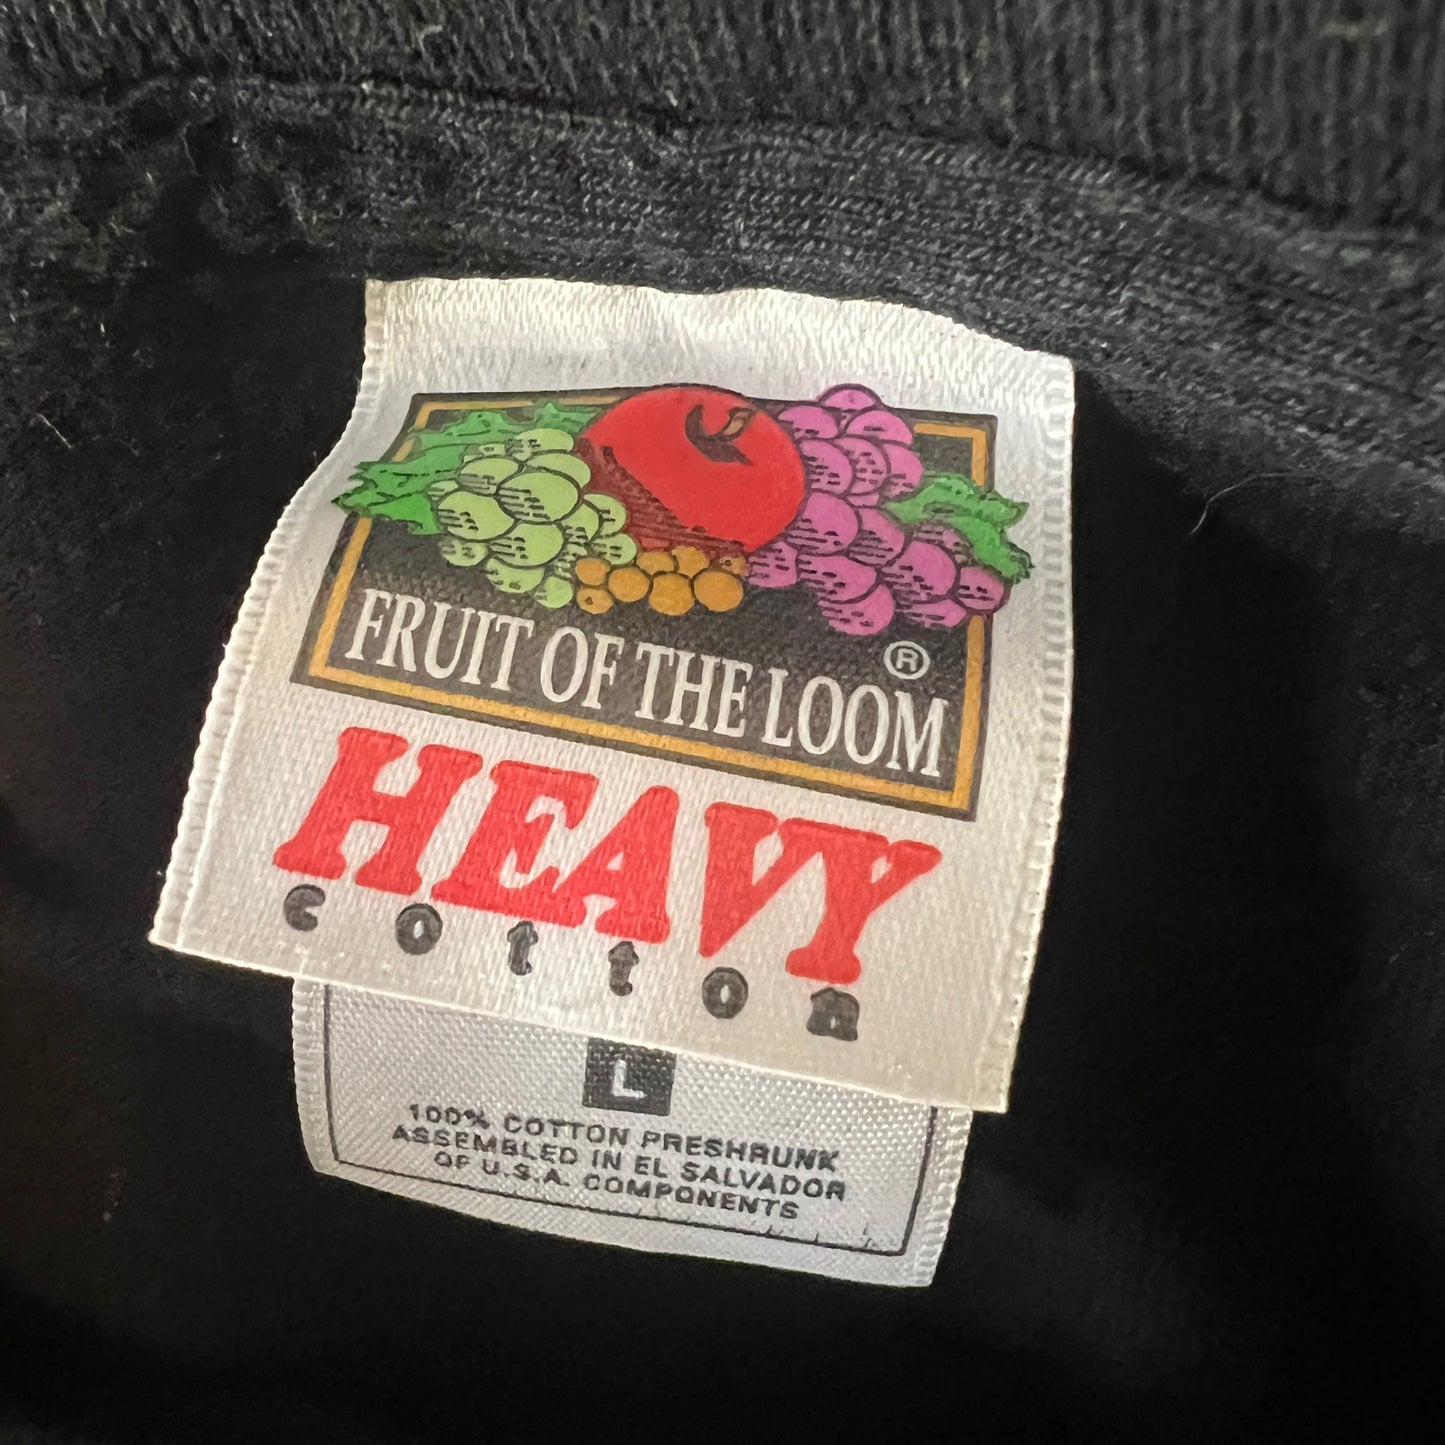 FRUIT OF THE LOOM ®
HEAVY
cotton
L
100% COTTON PRESHRUNK
ASSEMBLED IN EL SALVADOR
OF U.S.A. COMPONENTS